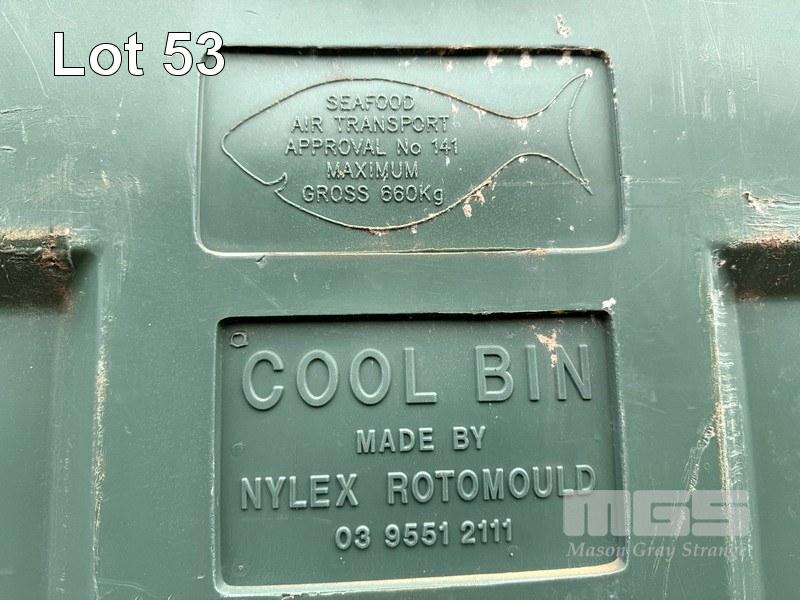 Lot 53
SEAFOOD
AIR TRANSPORT
APPROVAL No 141
MAXIMUM
GROSS 660Kg
COOL BIN
MADE BY
NYLEX ROTOMOULD
03 9551 2111
MGS
Mason Gray Strange